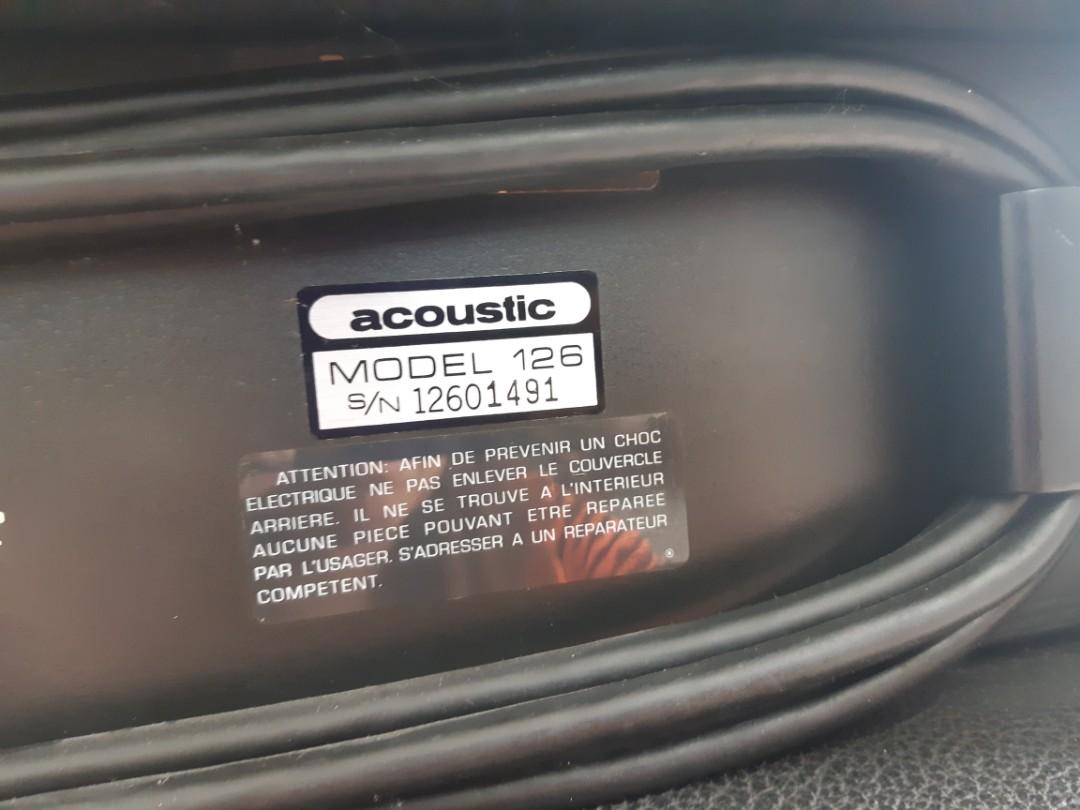 acoustic
MODEL 126
S/N 12601491
ATTENTION: AFIN DE PRÉVENIR UN CHOC
ELECTRIQUE NE PAS ENLEVER LE COUVERCLE
ARRIERE. IL NE SE TROUVE A L'INTERIEUR
AUCUNE PIECE POUVANT ETRE REPAREE
PAR L'USAGER. S'ADRESSER A UN REPARATEUR
COMPETENT.
®